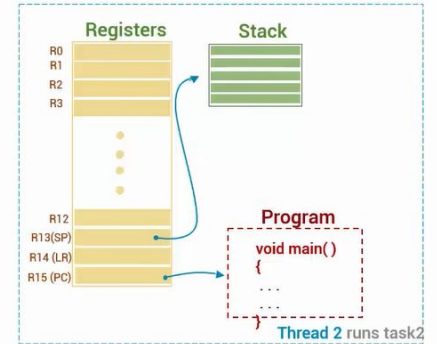 Registers
Stack
R0
R1
R2
R3
R12
R13(SP)
R14 (LR)
R15 (PC)
Program
void main( )
{
. . .
. . .
}
Thread 2 runs task2